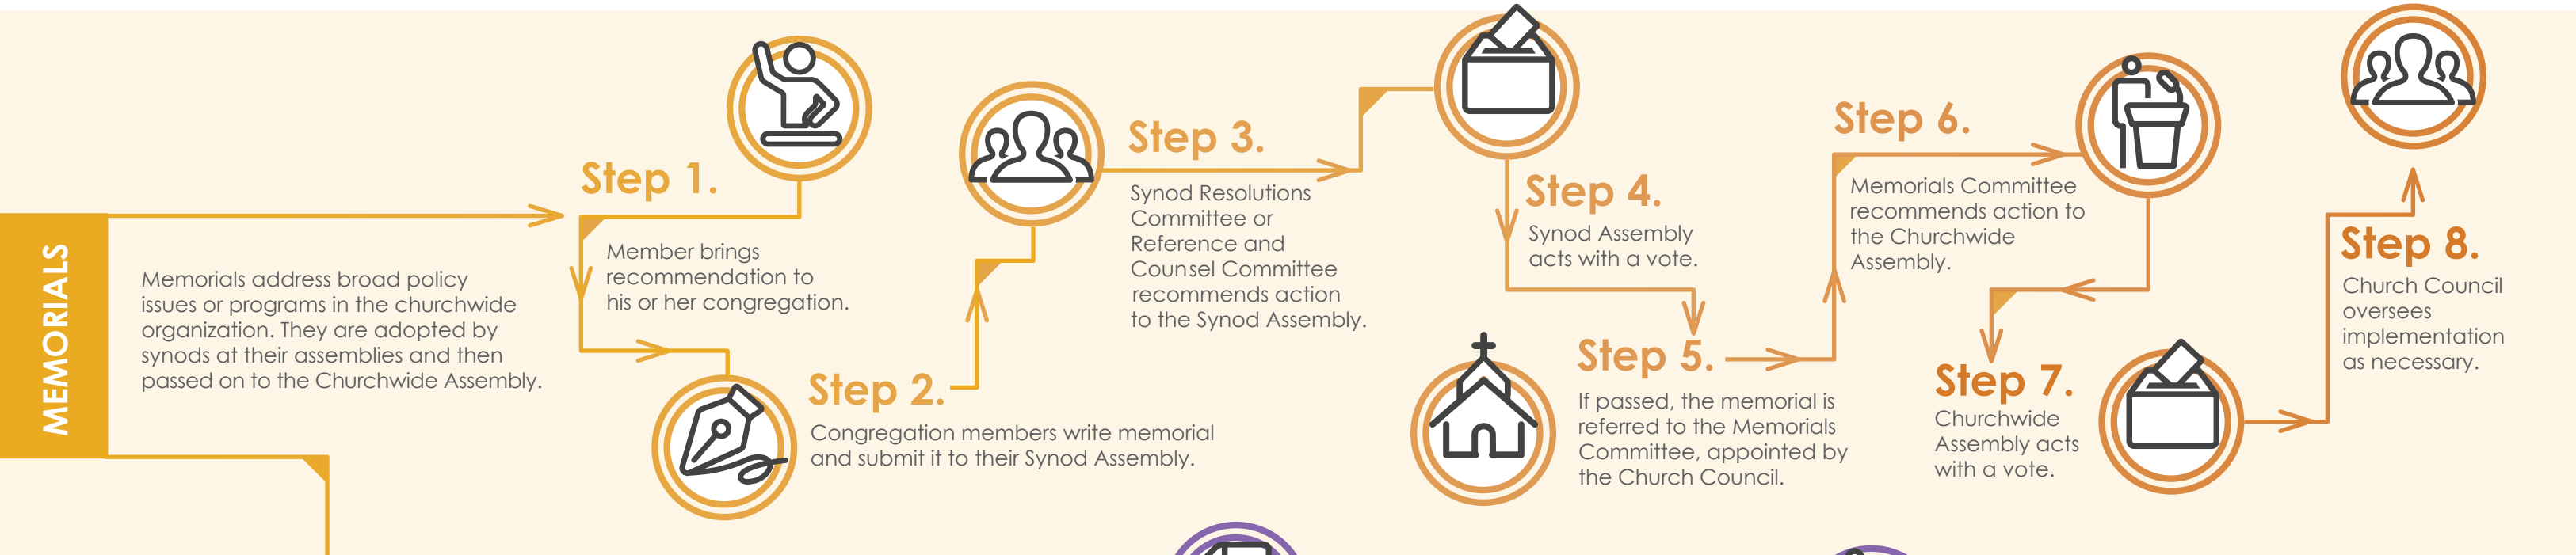 MEMORIALS
Memorials address broad policy
issues or programs in the churchwide
organization. They are adopted by
synods at their assemblies and then
passed on to the Churchwide Assembly.
Step 1.
Member brings
recommendation to
his or her congregation.
Step 2.
Congregation members write memorial
and submit it to their Synod Assembly.
Step 3.
Synod Resolutions
Committee or
Reference and
Counsel Committee
recommends action
to the Synod Assembly.
Step 4.
Synod Assembly
acts with a vote.
Step 5.
If passed, the memorial is
referred to the Memorials
Committee, appointed by
the Church Council.
Step 6.
Memorials Committee
recommends action to
the Churchwide
Assembly.
Step 7.
Churchwide
Assembly acts
with a vote.
Step 8.
Church Council
oversees
implementation
as necessary.